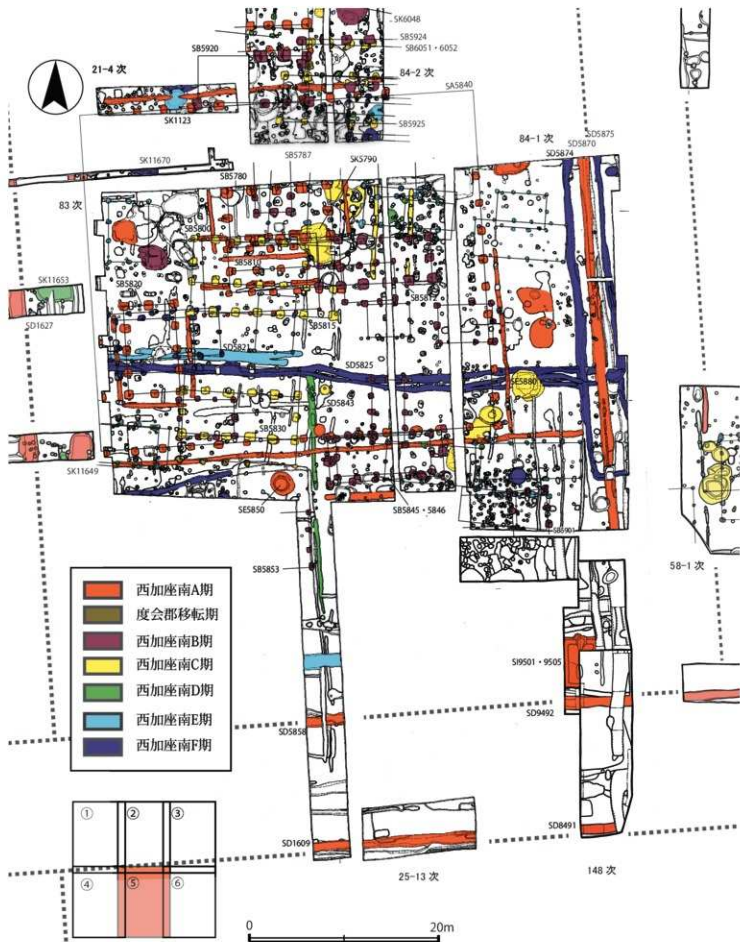 SK6048
SB5924
SB6051・6052
SB5920
21-4 次
84-2 次
SA5840
SK1123
SB5925
84-1 次
SD5875
SD5870
SD5874
SK11670
SB5780
SB5787
SK5790
83 次
SB5800
SK11653
SB5820
SB5810
SB5812
SD1627
SB5815
SD5821
SD5825
SE5880
SD5843
SB5830
SK11649
SE5850
SB5845・5846
SB5901
SB5853
58-1 次
西加座南A期
度会郡移転期
西加座南B期
西加座南C期
西加座南D期
西加座南E期
西加座南F期
SI9501・9505
SD5858
SD9492
① ② ③
④ ⑤ ⑥
SD1609
SD8491
25-13 次
148 次
0 20m